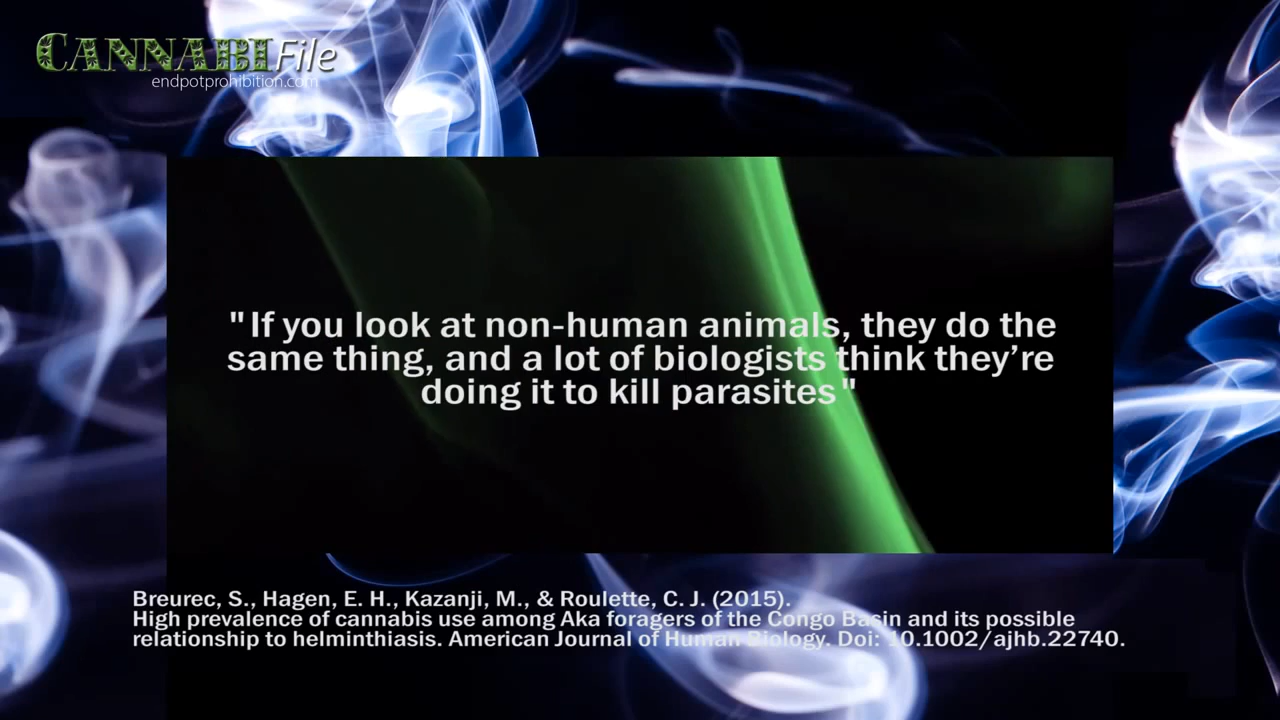 CANNABIFile
endpotprohibition.com
"If you look at non-human animals, they do the
same thing, and a lot of biologists think they’re
doing it to kill parasites"
Breurec, S., Hagen, E. H., Kazanji, M., & Roulette, C. J. (2015).
High prevalence of cannabis use among Aka foragers of the Congo Basin and its possible
relationship to helminthiasis. American Journal of Human Biology. Doi: 10.1002/ajhb.22740.